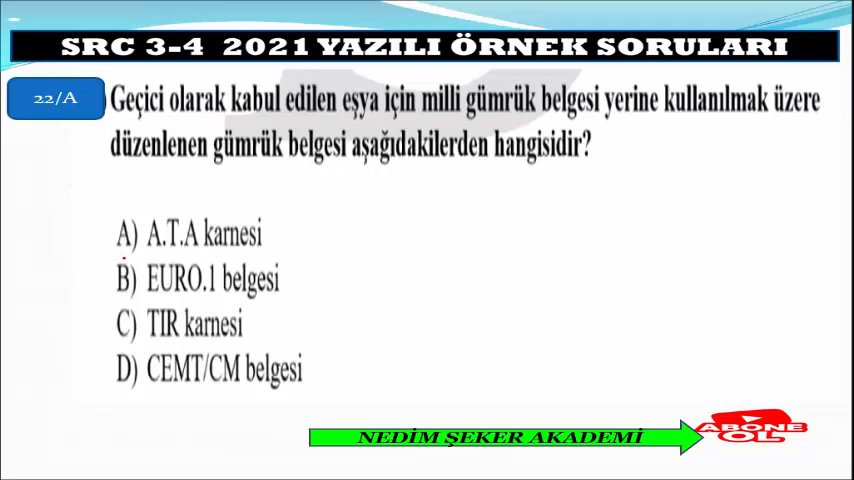 SRC 3-4 2021 YAZILI ÖRNEK SORULARI
22/A
) Geçici olarak kabul edilen eşya için milli gümrük belgesi yerine kullanılmak üzere
düzenlenen gümrük belgesi aşağıdakilerden hangisidir?
A) A.T.A karnesi
B) EURO.1 belgesi
C) TIR karnesi
D) CEMT/CM belgesi
NEDİM ŞEKER AKADEMİ
ABONE
OL